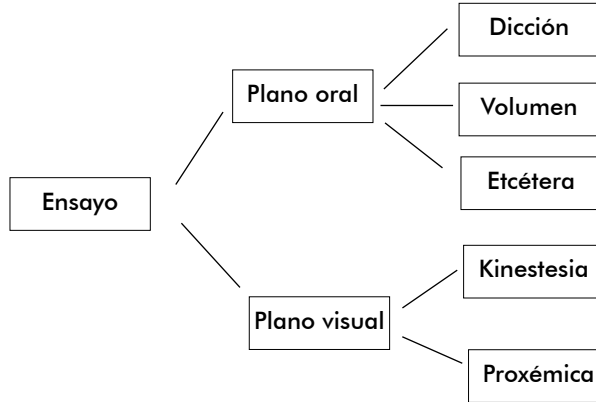 Ensayo
Plano oral
Dicción
Volumen
Etcétera
Plano visual
Kinestesia
Proxémica